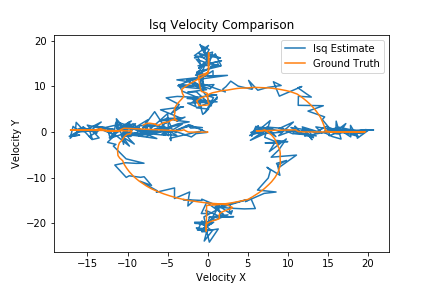 lsq Velocity Comparison
lsq Estimate
Ground Truth
Velocity Y
20
10
0
−10
−20
−15
−10
−5
0
5
10
15
20
Velocity X